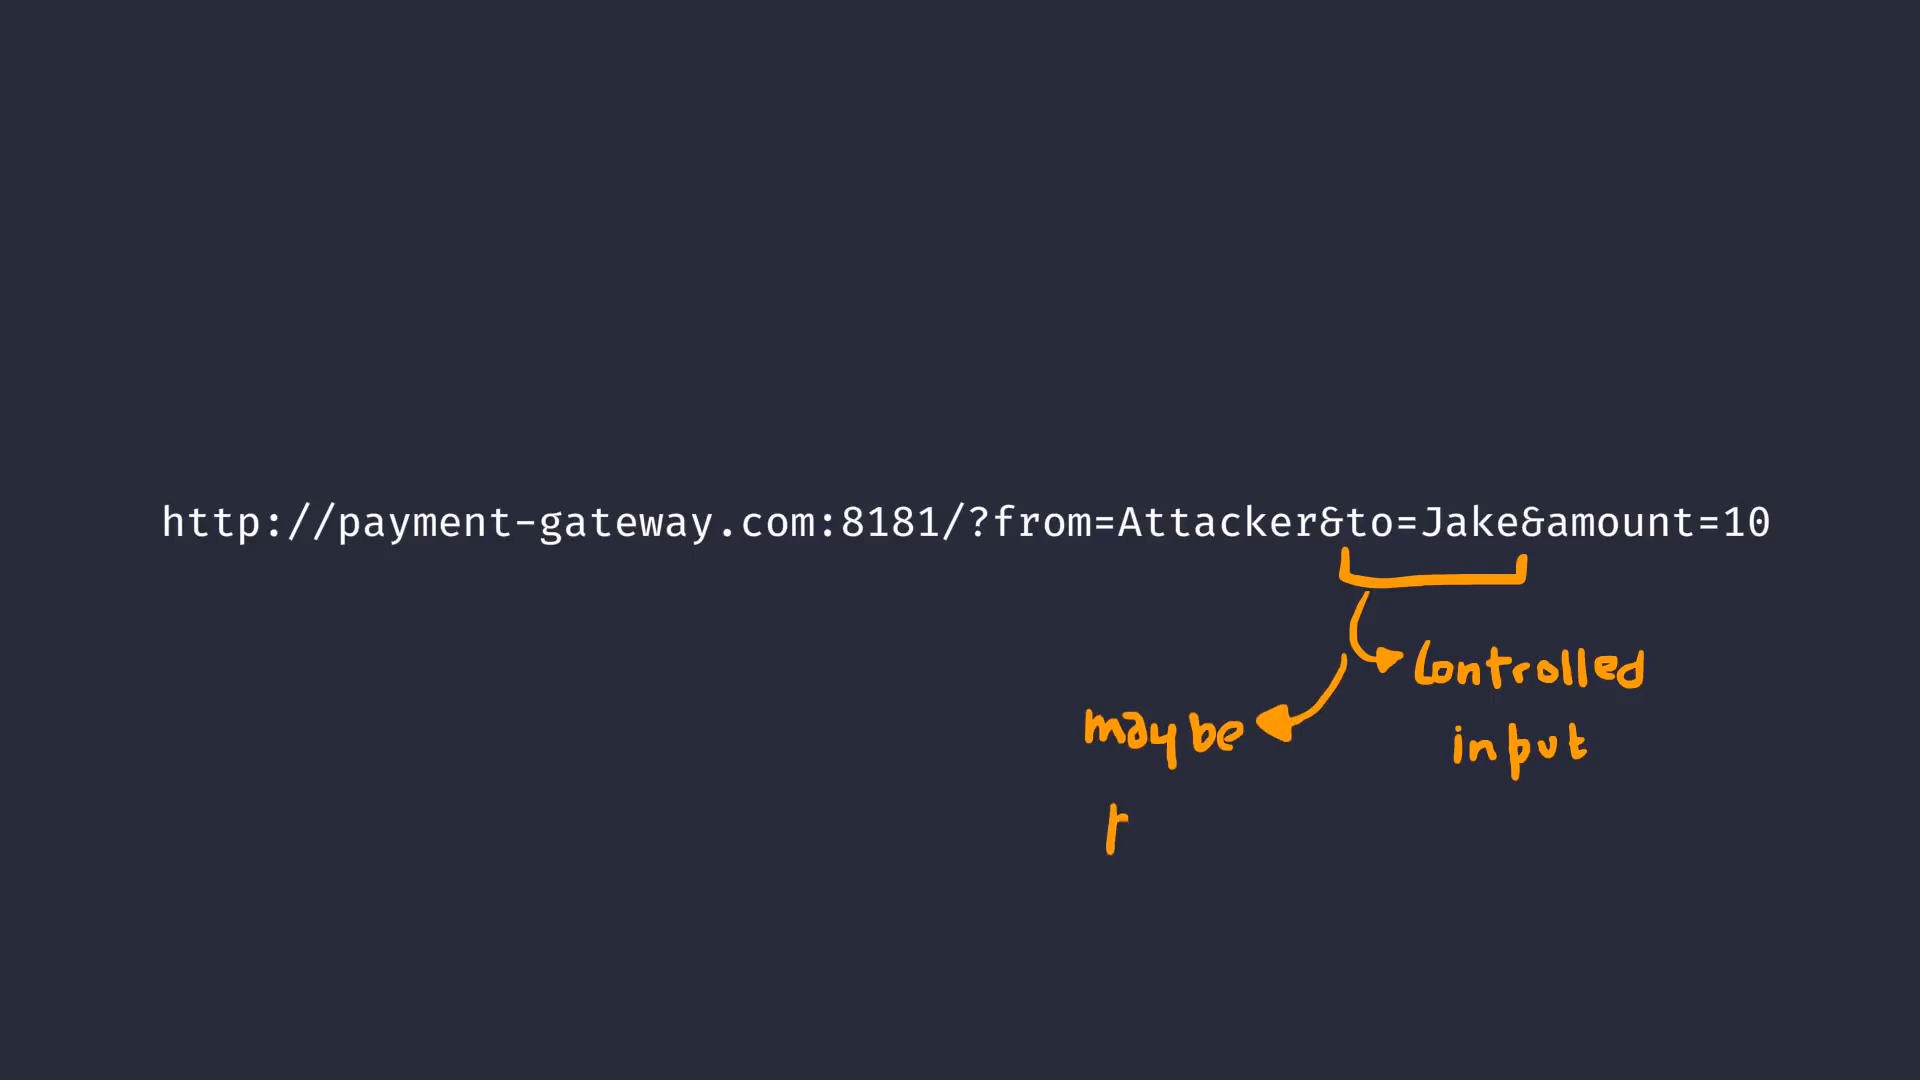 http://payment-gateway.com:8181/?from=Attacker&to=Jake&amount=10
Controlled
input
maybe
r